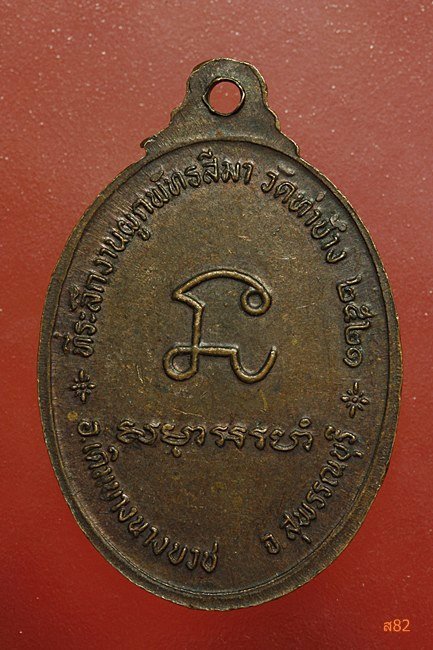 ที่ระลึกงานผูกพัทธสีมา วัดท่าช้าง ๒๕๒๑
อ.เดิมบางนางบวช จ.สุพรรณบุรี
ส82